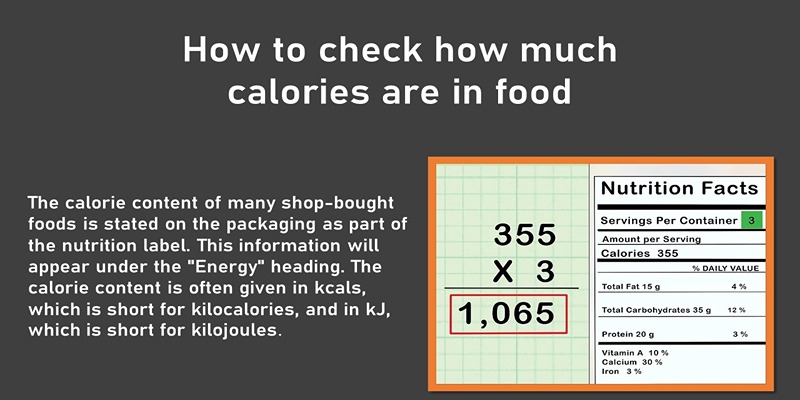 How to check how much
calories are in food
The calorie content of many shop-bought
foods is stated on the packaging as part of
the nutrition label. This information will
appear under the "Energy" heading. The
calorie content is often given in kcals,
which is short for kilocalories, and in kJ,
which is short for kilojoules.
355
X 3
1,065
Nutrition Facts
Servings Per Container 3
Amount per Serving
Calories 355
% DAILY VALUE
Total Fat 15 g 4 %
Total Carbohydrates 35 g 12 %
Protein 20 g 3 %
Vitamin A 10 %
Calcium 30 %
Iron 3 %